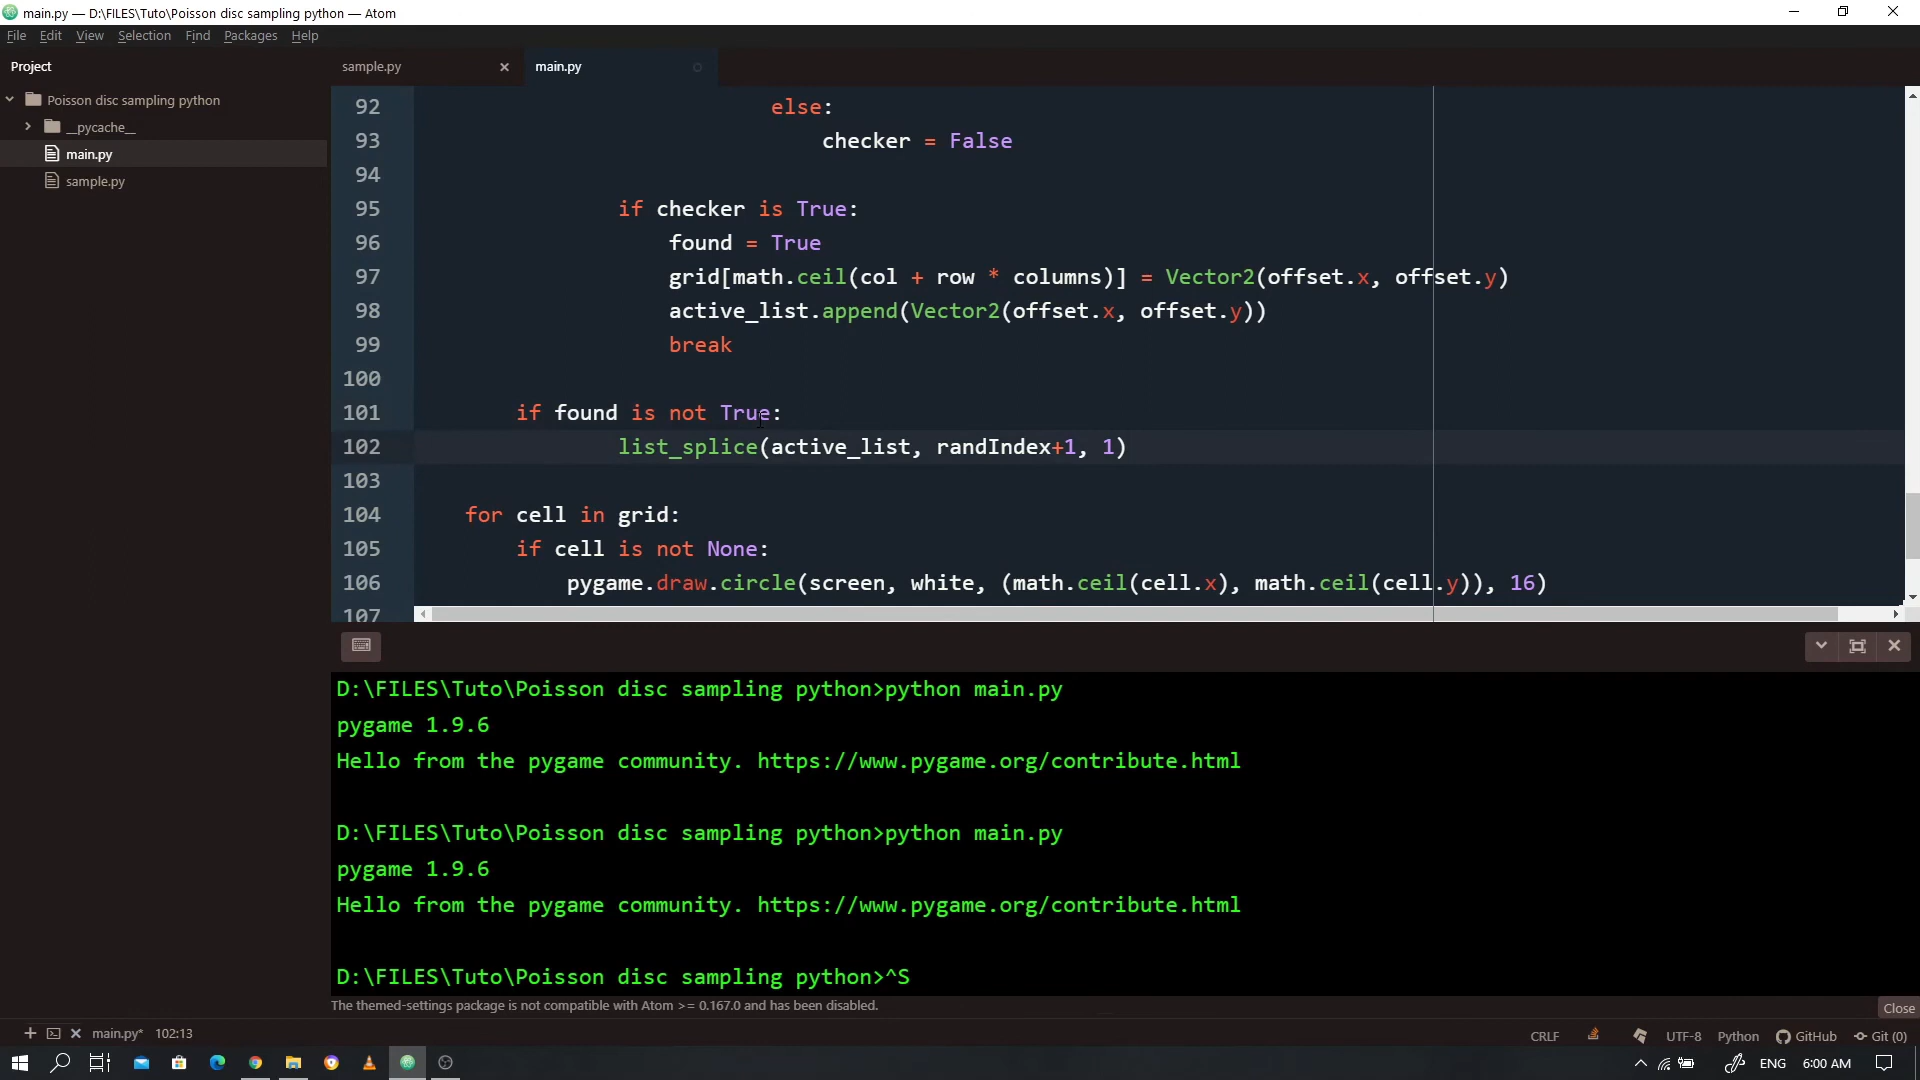 main.py — D:\FILES\Tuto\Poisson disc sampling python — Atom
File Edit View Selection Find Packages Help
Project
Poisson disc sampling python
__pycache__
main.py
sample.py
sample.py
main.py
92 else:
93 checker = False
94
95 if checker is True:
96 found = True
97 grid[math.ceil(col + row * columns)] = Vector2(offset.x, offset.y)
98 active_list.append(Vector2(offset.x, offset.y))
99 break
100
101 if found is not True:
102 list_splice(active_list, randIndex+1, 1)
103
104 for cell in grid:
105 if cell is not None:
106 pygame.draw.circle(screen, white, (math.ceil(cell.x), math.ceil(cell.y)), 16)
107
D:\FILES\Tuto\Poisson disc sampling python>python main.py
pygame 1.9.6
Hello from the pygame community. https://www.pygame.org/contribute.html
D:\FILES\Tuto\Poisson disc sampling python>python main.py
pygame 1.9.6
Hello from the pygame community. https://www.pygame.org/contribute.html
D:\FILES\Tuto\Poisson disc sampling python>^S
The themed-settings package is not compatible with Atom >= 0.167.0 and has been disabled.
Close
main.py* 102:13
CRLF UTF-8 Python GitHub Git (0)
ENG 6:00 AM